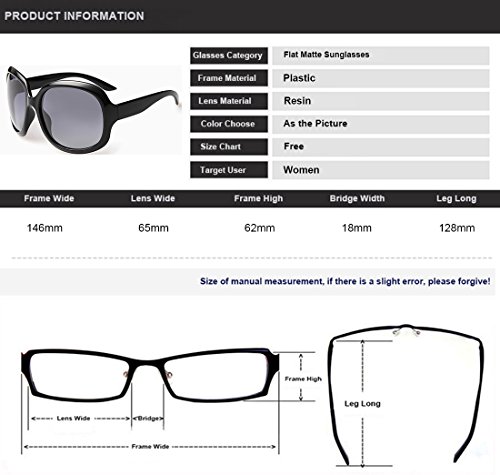 PRODUCT INFORMATION
Glasses Category Flat Matte Sunglasses
Frame Material Plastic
Lens Material Resin
Color Choose As the Picture
Size Chart Free
Target User Women
Frame Wide Lens Wide Frame High Bridge Width Leg Long
146mm 65mm 62mm 18mm 128mm
Size of manual measurement, if there is a slight error, please forgive!
Frame High
Leg Long
Lens Wide Bridge
Frame Wide